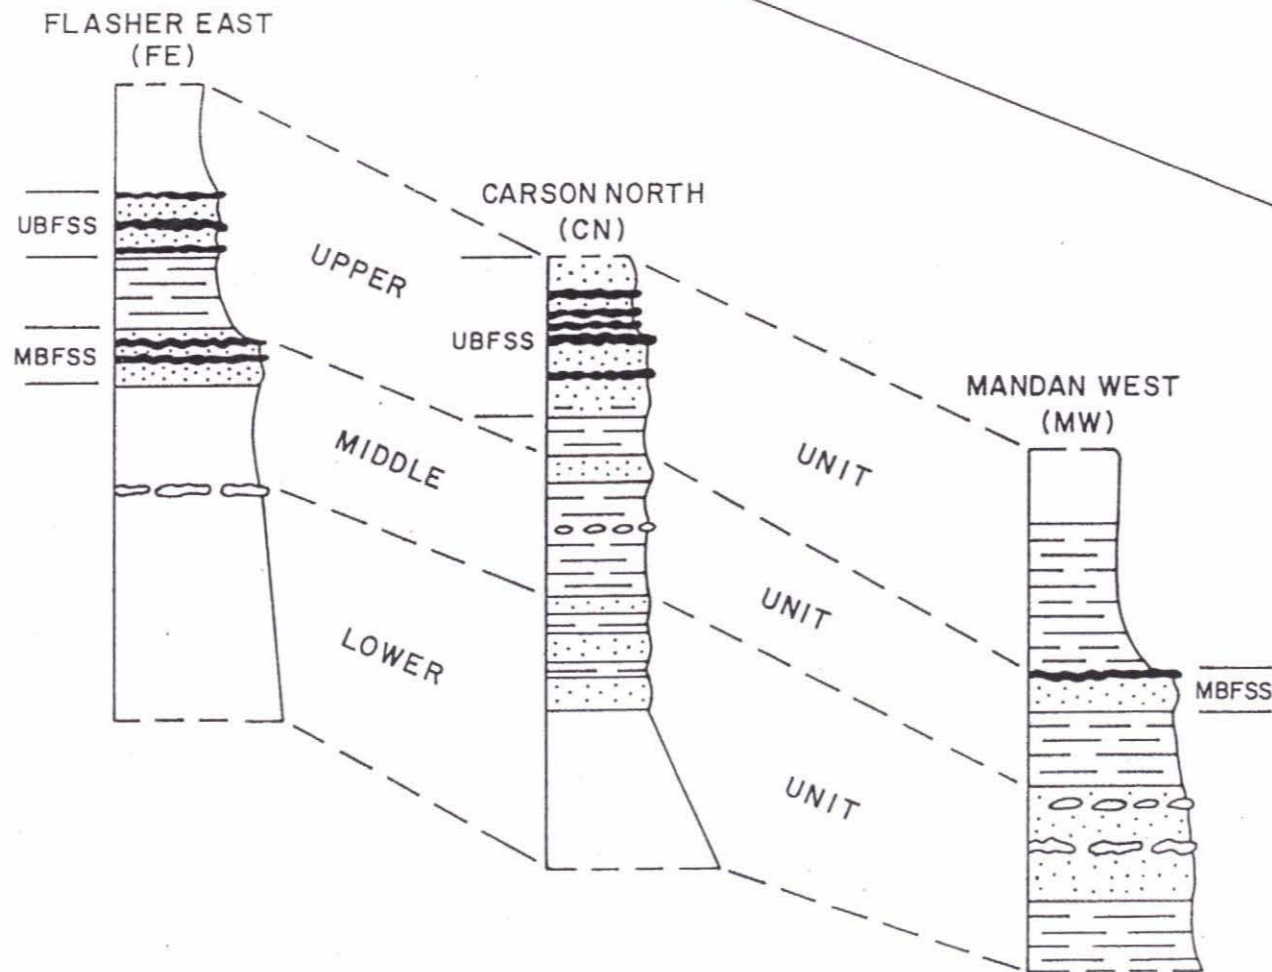 FLASHER EAST
(FE)
UBFSS
MBFSS
UPPER
MIDDLE
LOWER
CARSON NORTH
(CN)
UBFSS
UNIT
UNIT
UNIT
MANDAN WEST
(MW)
MBFSS